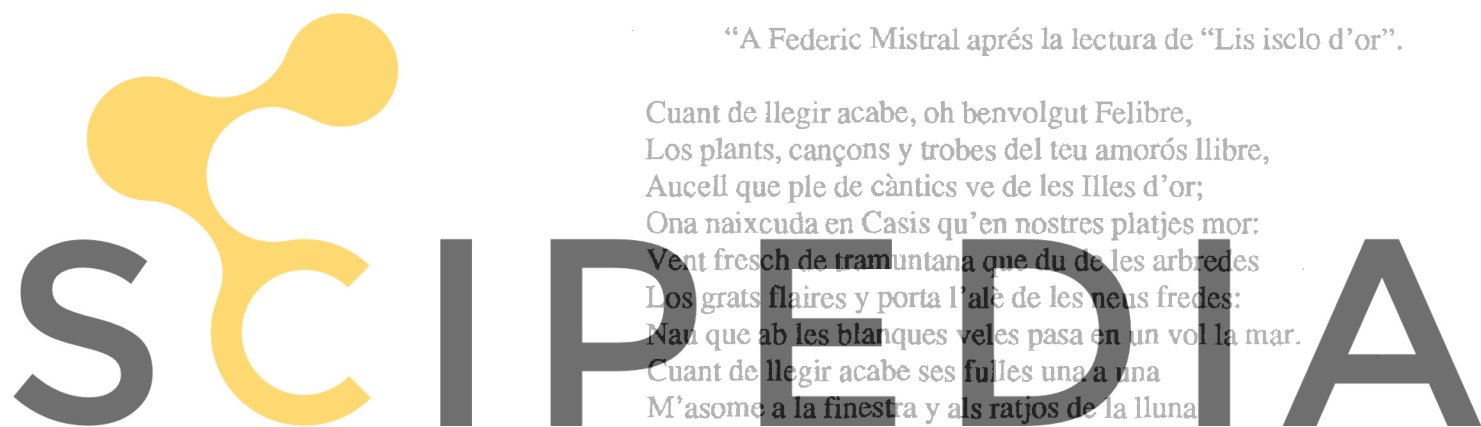 “A Federic Mistral aprés la lectura de “Lis isclo d’or”.
Cuant de llegir acabe, oh benvolgut Felibre,
Los plants, cançons y trobes del teu amorós llibre,
Aucell que ple de càntics ve de les Illes d’or;
Ona naixcuda en Casis qu’en nostres platjes mor:
Vent fresch de tramuntana que du de les arbredes
Los grats flaires y porta l’alè de les neus fredes:
Nau que ab les blanques veles pasa en un vol la mar.
Cuant de llegir acabe ses fulles una a una
M’asome a la finestra y als ratjos de la lluna
SCIPEDIA